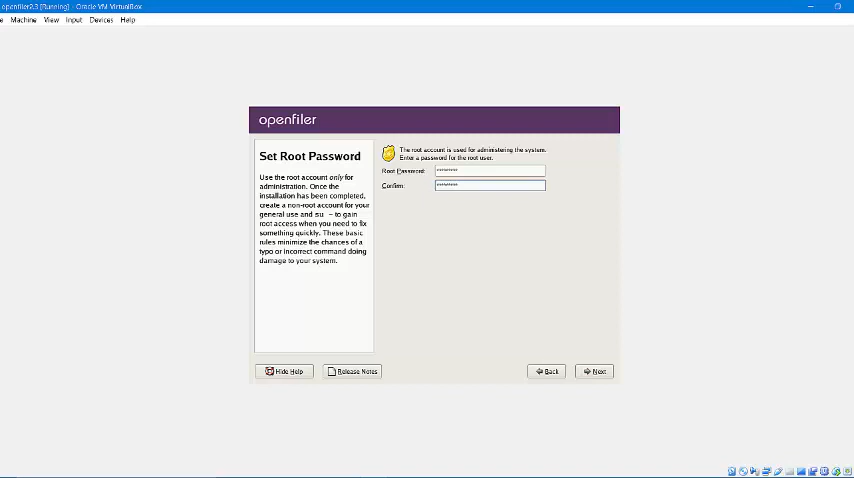 openfiler2.3 [Running] - Oracle VM VirtualBox
Machine View Input Devices Help
openfiler
Set Root Password
Use the root account only for
administration. Once the
installation has been completed,
create a non-root account for your
general use and su - to gain
root access when you need to fix
something quickly. These basic
rules minimize the chances of a
typo or incorrect command doing
damage to your system.
The root account is used for administering the system.
Enter a password for the root user.
Root Password: *********
Confirm: *********
Hide Help
Release Notes
Back
Next